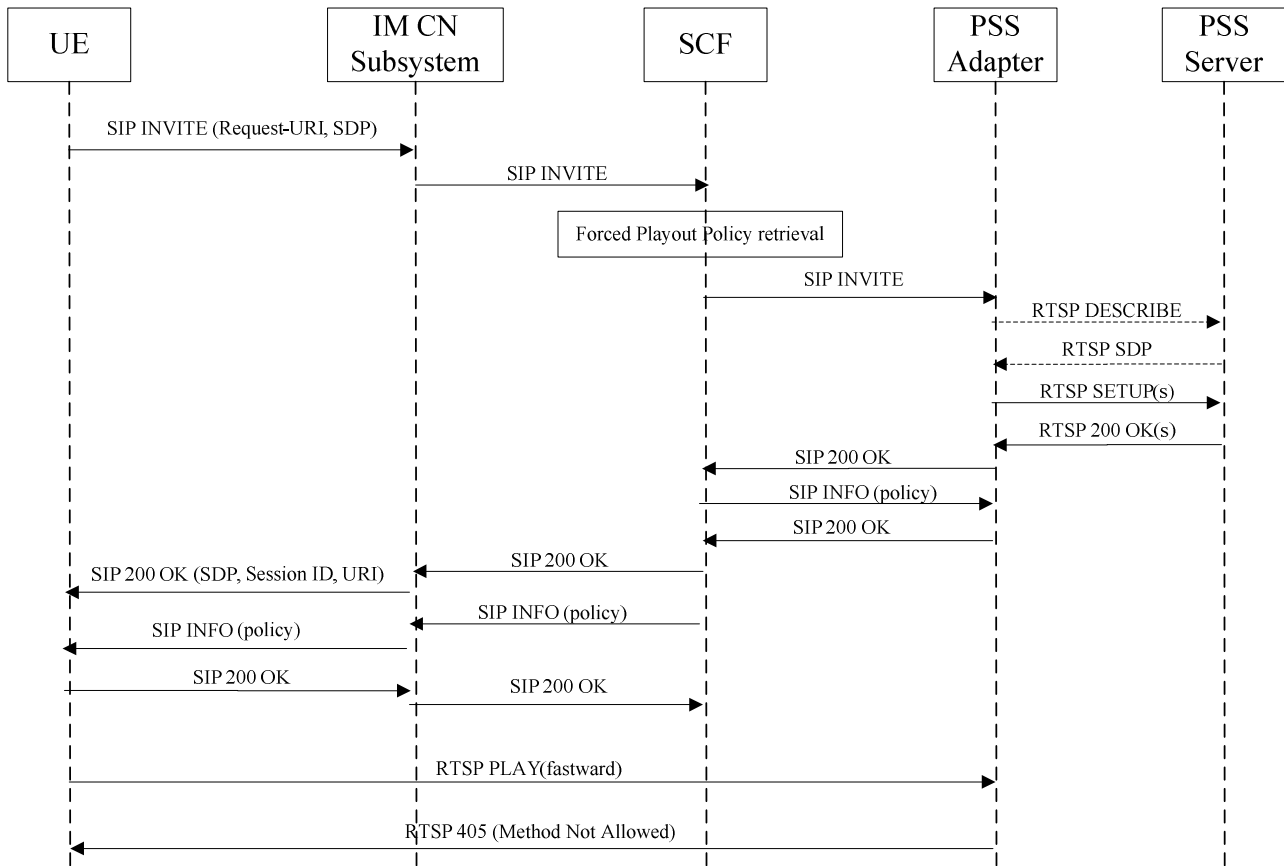 UE
IM CN
Subsystem
SCF
PSS
Adapter
PSS
Server
SIP INVITE (Request-URI, SDP)
SIP INVITE
Forced Playout Policy retrieval
SIP INVITE
RTSP DESCRIBE
RTSP SDP
RTSP SETUP(s)
RTSP 200 OK(s)
SIP 200 OK
SIP INFO (policy)
SIP 200 OK
SIP 200 OK
SIP 200 OK (SDP, Session ID, URI)
SIP INFO (policy)
SIP INFO (policy)
SIP 200 OK
SIP 200 OK
RTSP PLAY(fastward)
RTSP 405 (Method Not Allowed)